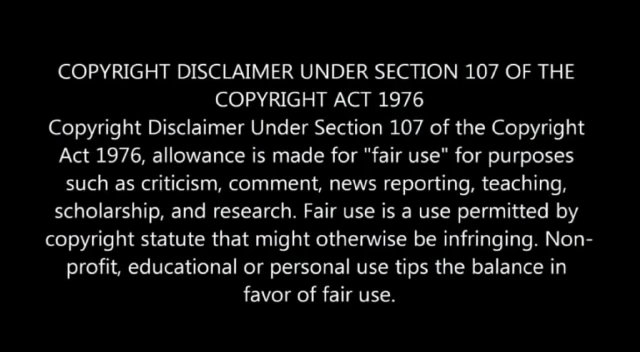 COPYRIGHT DISCLAIMER UNDER SECTION 107 OF THE
COPYRIGHT ACT 1976
Copyright Disclaimer Under Section 107 of the Copyright
Act 1976, allowance is made for "fair use" for purposes
such as criticism, comment, news reporting, teaching,
scholarship, and research. Fair use is a use permitted by
copyright statute that might otherwise be infringing. Non-
profit, educational or personal use tips the balance in
favor of fair use.